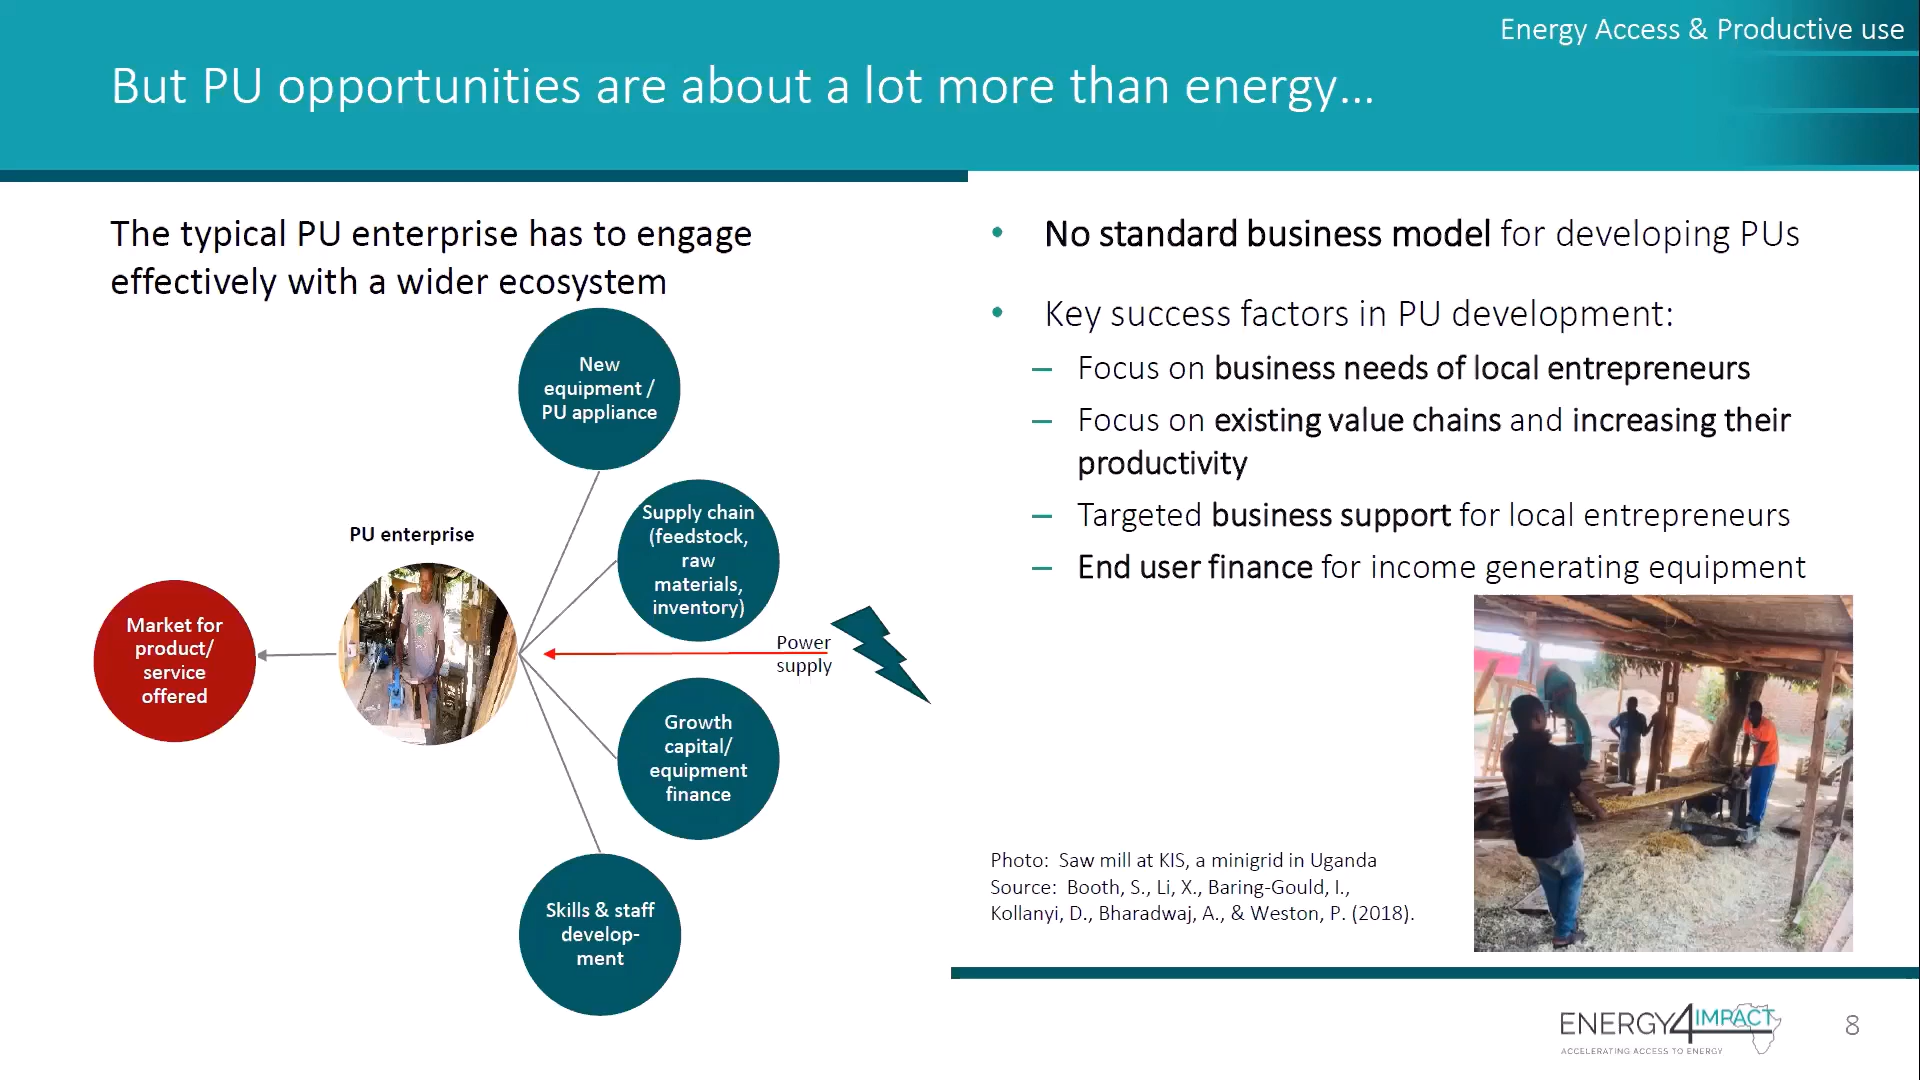 Energy Access & Productive use
But PU opportunities are about a lot more than energy...
The typical PU enterprise has to engage
effectively with a wider ecosystem
New
equipment /
PU appliance
Supply chain
(feedstock,
raw
materials,
inventory)
PU enterprise
Market for
product/
service
offered
Power
supply
Growth
capital/
equipment
finance
Skills & staff
develop-
ment
• No standard business model for developing PUs
• Key success factors in PU development:
– Focus on business needs of local entrepreneurs
– Focus on existing value chains and increasing their
productivity
– Targeted business support for local entrepreneurs
– End user finance for income generating equipment
Photo: Saw mill at KIS, a minigrid in Uganda
Source: Booth, S., Li, X., Baring-Gould, I.,
Kollanyi, D., Bharadwaj, A., & Weston, P. (2018).
ENERGY4IMPACT
ACCELERATING ACCESS TO ENERGY
8